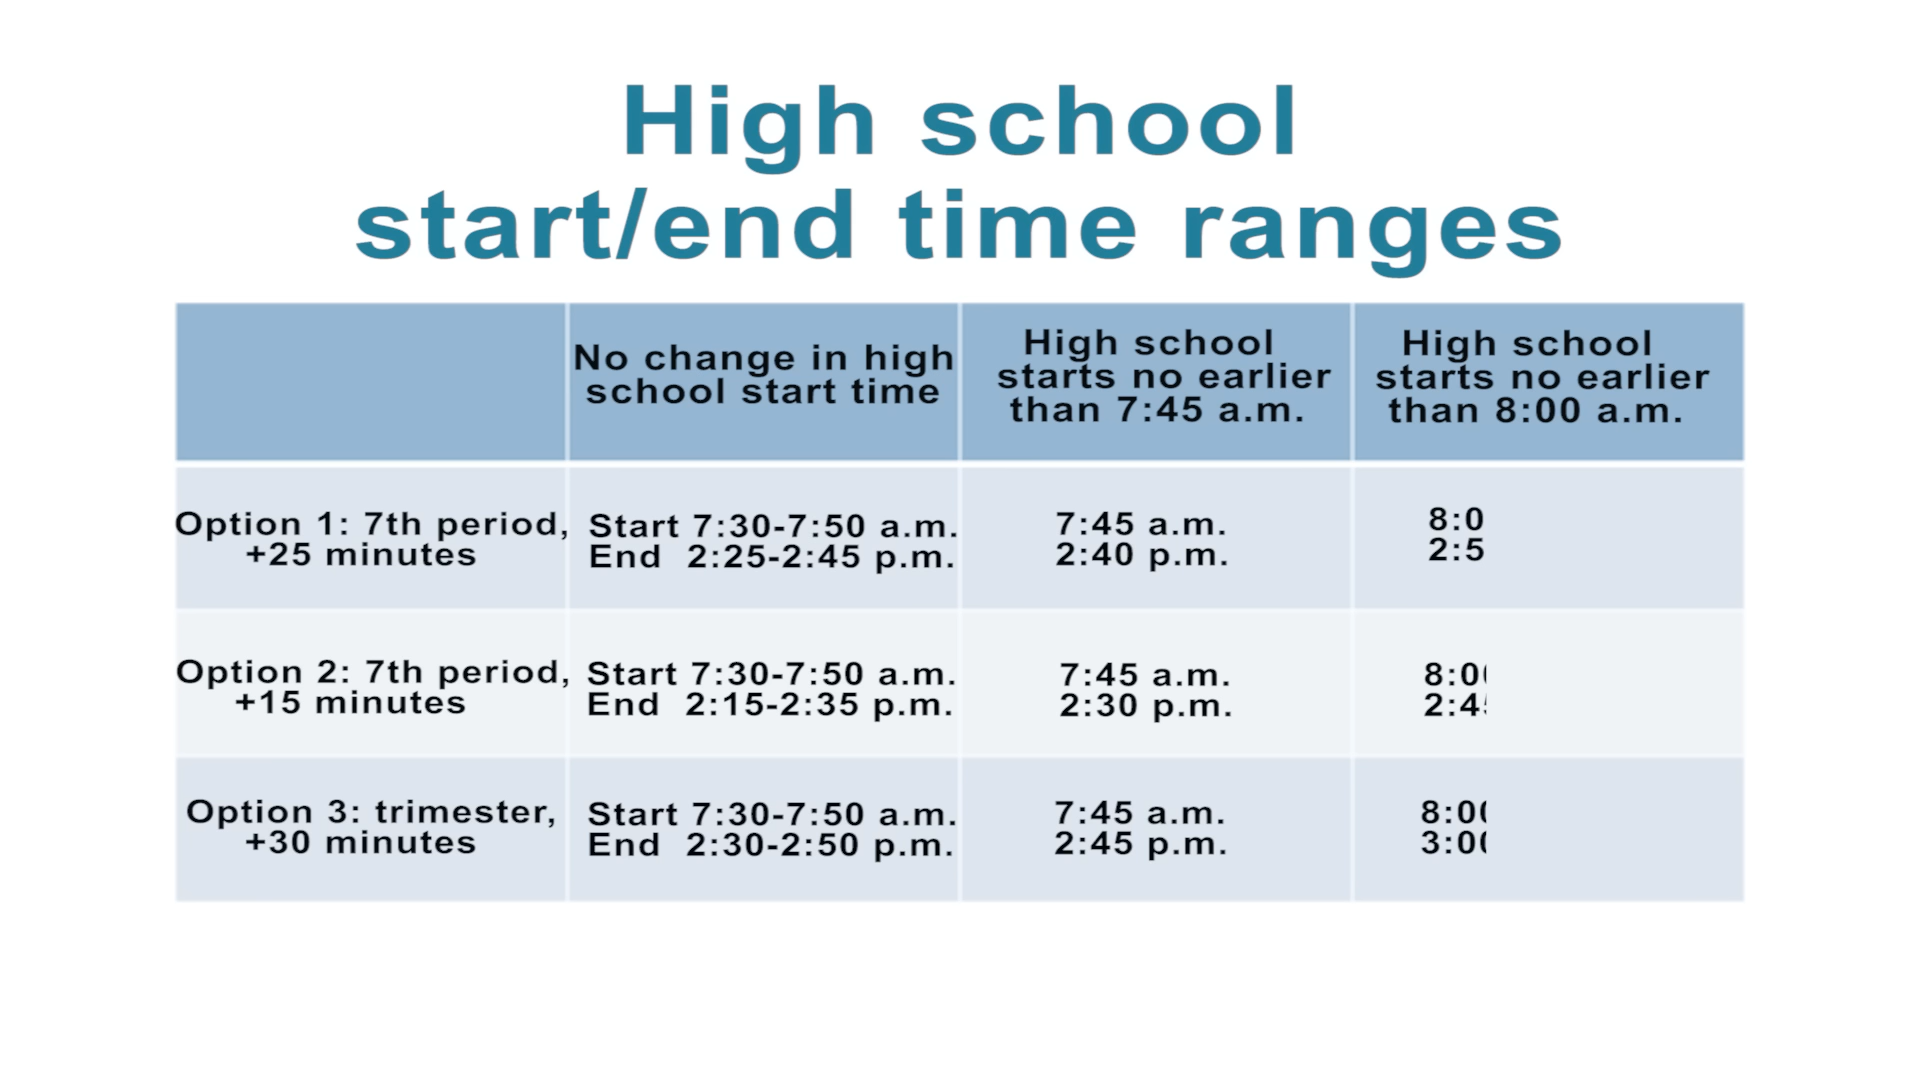 High school
start/end time ranges
No change in high
school start time
High school
starts no earlier
than 7:45 a.m.
High school
starts no earlier
than 8:00 a.m.
Option 1: 7th period,
+25 minutes
Start 7:30-7:50 a.m.
End 2:25-2:45 p.m.
7:45 a.m.
2:40 p.m.
8:0
2:5
Option 2: 7th period,
+15 minutes
Start 7:30-7:50 a.m.
End 2:15-2:35 p.m.
7:45 a.m.
2:30 p.m.
8:0
2:4
Option 3: trimester,
+30 minutes
Start 7:30-7:50 a.m.
End 2:30-2:50 p.m.
7:45 a.m.
2:45 p.m.
8:00
3:00